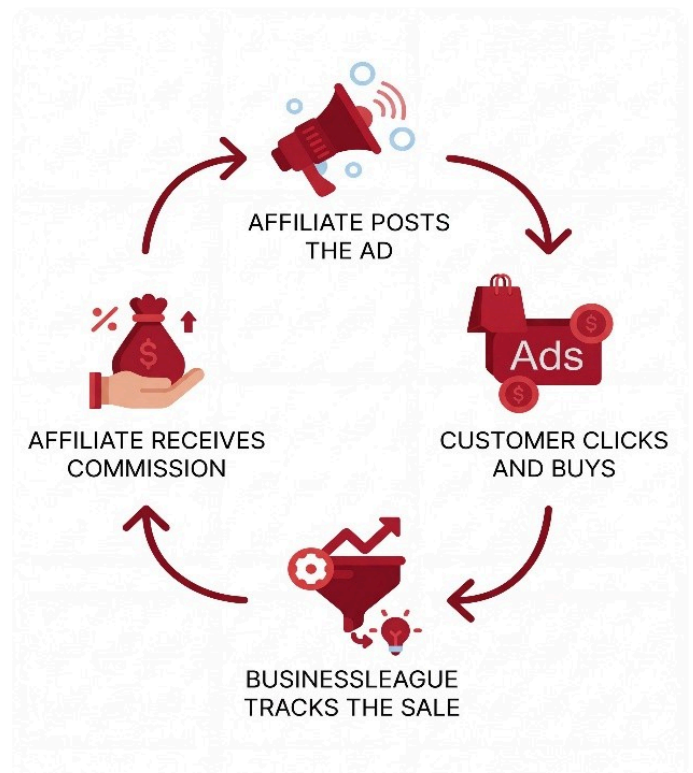 AFFILIATE POSTS
THE AD
$
Ads
$
CUSTOMER CLICKS
AND BUYS
BUSINESSLEAGUE
TRACKS THE SALE
%
$
AFFILIATE RECEIVES
COMMISSION